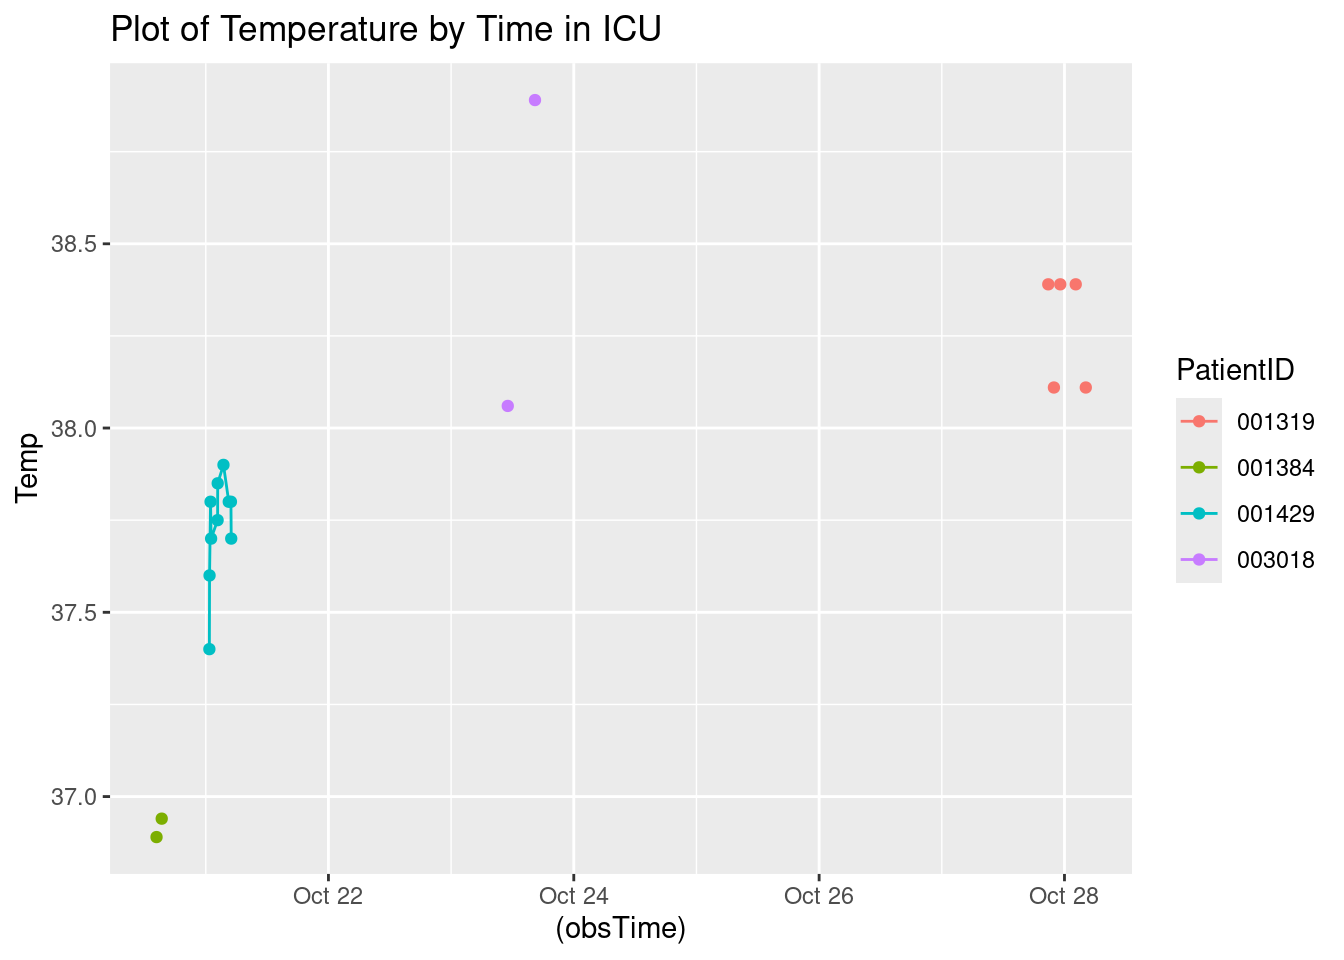 Plot of Temperature by Time in ICU
Temp
38.5
38.0
37.5
37.0
Oct 22
Oct 24
Oct 26
Oct 28
(obsTime)
PatientID
001319
001384
001429
003018